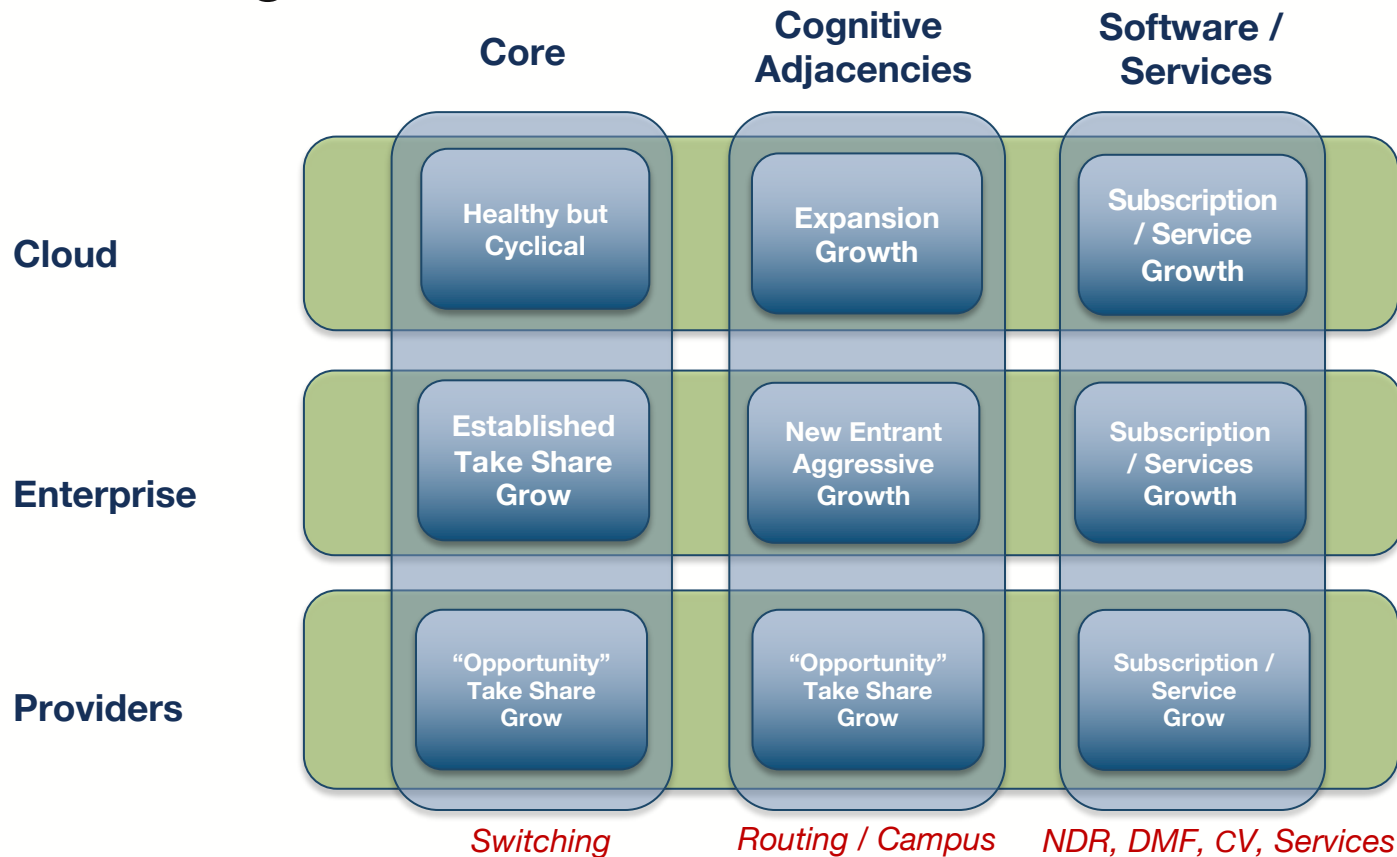 Core
Cognitive
Adjacencies
Software /
Services
Cloud
Healthy but
Cyclical
Expansion
Growth
Subscription
/ Service
Growth
Enterprise
Established
Take Share
Grow
New Entrant
Aggressive
Growth
Subscription
/ Services
Growth
Providers
“Opportunity”
Take Share
Grow
“Opportunity”
Take Share
Grow
Subscription /
Service
Grow
Switching
Routing / Campus
NDR, DMF, CV, Services